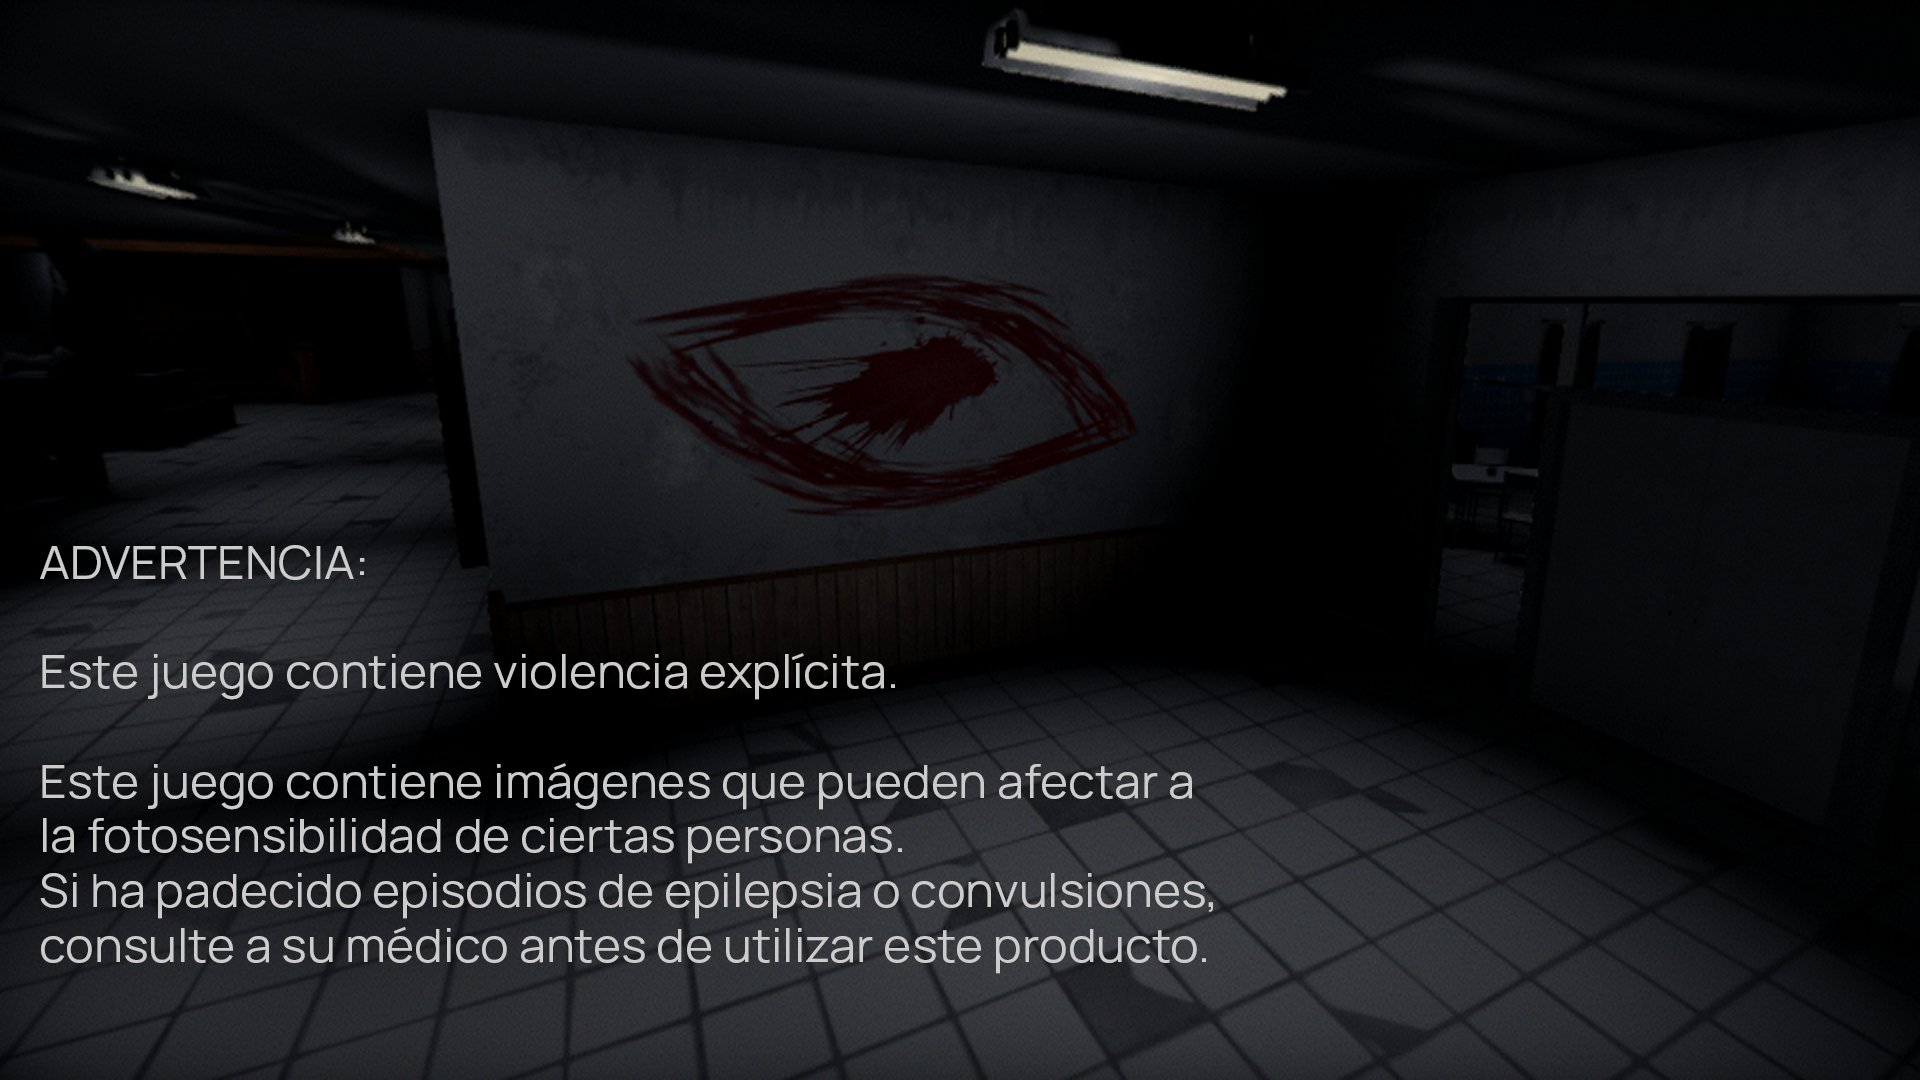 ADVERTENCIA:
Este juego contiene violencia explícita.
Este juego contiene imágenes que pueden afectar a
la fotosensibilidad de ciertas personas.
Si ha padecido episodios de epilepsia o convulsiones,
consulte a su médico antes de utilizar este producto.